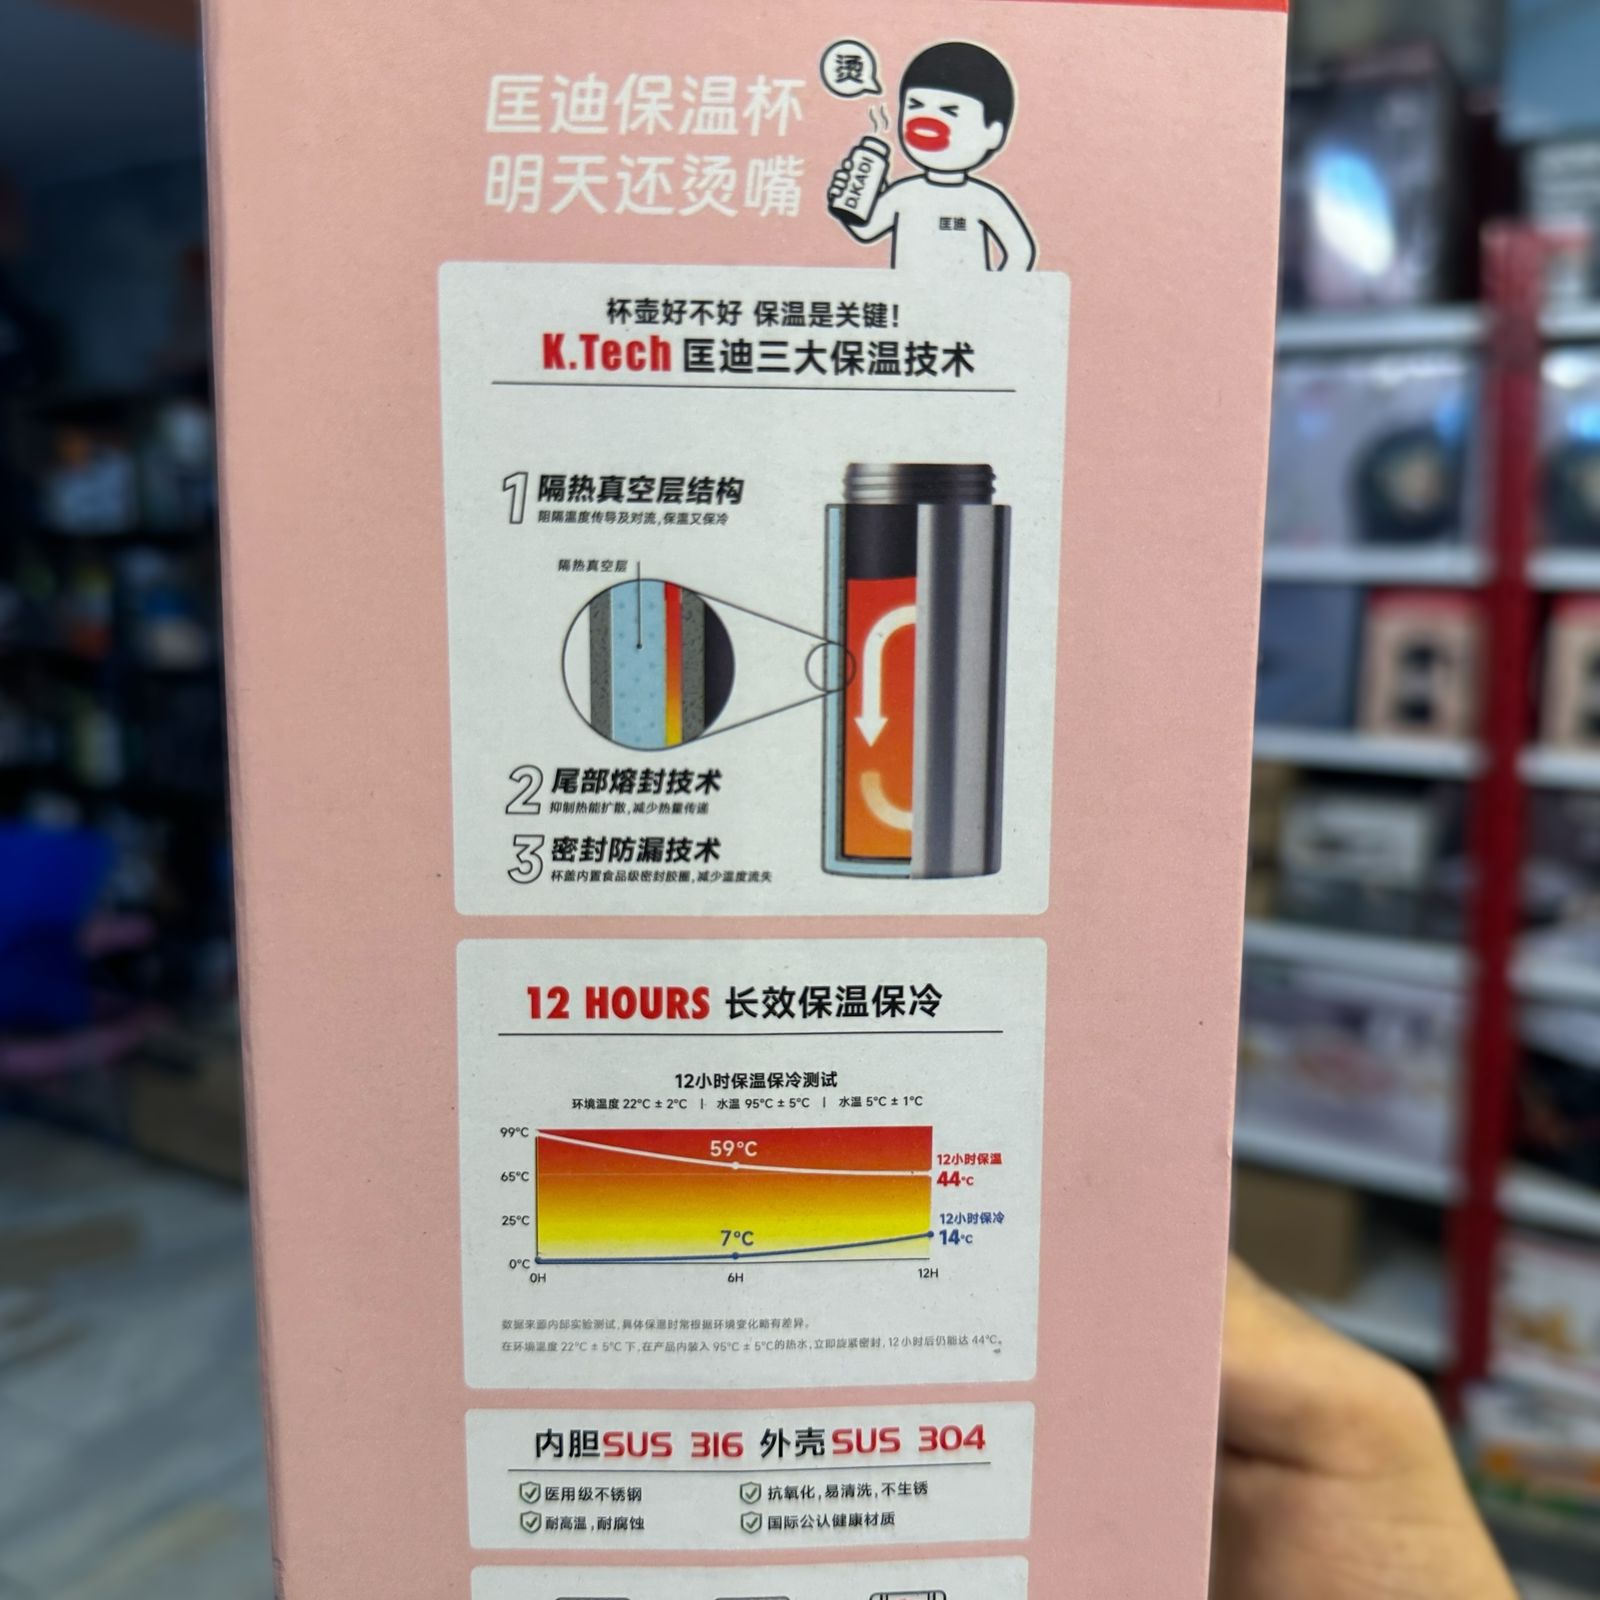 烫
匡迪保温杯
明天还烫嘴
D.KADI
匡迪
杯壶好不好 保温是关键!
K.Tech 匡迪三大保温技术
1 隔热真空层结构
阻隔温度传导及对流,保温又保冷
隔热真空层
2 尾部熔封技术
抑制热能扩散,减少热量传递
3 密封防漏技术
杯盖内置食品级密封胶圈,减少温度流失
12 HOURS 长效保温保冷
12小时保温保冷测试
环境温度 22°C ± 2°C | 水温 95°C ± 5°C | 水温 5°C ± 1°C
99°C
59°C
12小时保温
44°C
65°C
25°C
12小时保冷
14°C
7°C
0°C
0H 6H 12H
数据来源内部实验测试,具体保温时常根据环境变化略有差异。
在环境温度 22°C ± 5°C 下,在产品内装入 95°C ± 5°C的热水,立即旋紧密封,12小时后仍能达 44°C。
内胆SUS 316 外壳SUS 304
医用级不锈钢 抗氧化,易清洗,不生锈
耐高温,耐腐蚀 国际公认健康材质